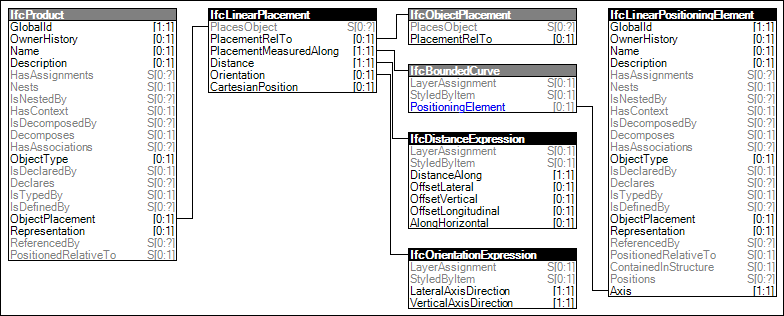 IfcProduct
GlobalId [1:1]
OwnerHistory [0:1]
Name [0:1]
Description [0:1]
HasAssignments S[0:?]
Nests S[0:1]
IsNestedBy S[0:?]
HasContext S[0:1]
IsDecomposedBy S[0:?]
Decomposes S[0:1]
HasAssociations S[0:?]
ObjectType [0:1]
IsDeclaredBy S[0:1]
Declares S[0:?]
IsTypedBy S[0:1]
IsDefinedBy S[0:?]
ObjectPlacement [0:1]
Representation [0:1]
ReferencedBy S[0:?]
PositionedRelativeTo S[0:1]
IfcLinearPlacement
PlacesObject S[0:?]
PlacementRelTo [0:1]
PlacementMeasuredAlong [1:1]
Distance [1:1]
Orientation [0:1]
CartesianPosition [0:1]
IfcObjectPlacement
PlacesObject S[0:?]
PlacementRelTo [0:1]
IfcBoundedCurve
LayerAssignment S[0:1]
StyledByItem S[0:1]
PositioningElement [0:1]
IfcDistanceExpression
LayerAssignment S[0:1]
StyledByItem S[0:1]
DistanceAlong [1:1]
OffsetLateral [0:1]
OffsetVertical [0:1]
OffsetLongitudinal [0:1]
AlongHorizontal [0:1]
IfcOrientationExpression
LayerAssignment S[0:1]
StyledByItem S[0:1]
LateralAxisDirection [1:1]
VerticalAxisDirection [1:1]
IfcLinearPositioningElement
GlobalId [1:1]
OwnerHistory [0:1]
Name [0:1]
Description [0:1]
HasAssignments S[0:?]
Nests S[0:1]
IsNestedBy S[0:?]
HasContext S[0:1]
IsDecomposedBy S[0:?]
Decomposes S[0:1]
HasAssociations S[0:?]
ObjectType [0:1]
IsDeclaredBy S[0:1]
Declares S[0:?]
IsTypedBy S[0:1]
IsDefinedBy S[0:?]
ObjectPlacement [0:1]
Representation [0:1]
ReferencedBy S[0:?]
PositionedRelativeTo S[0:1]
ContainedInStructure S[0:1]
Positions S[0:?]
Axis [1:1]